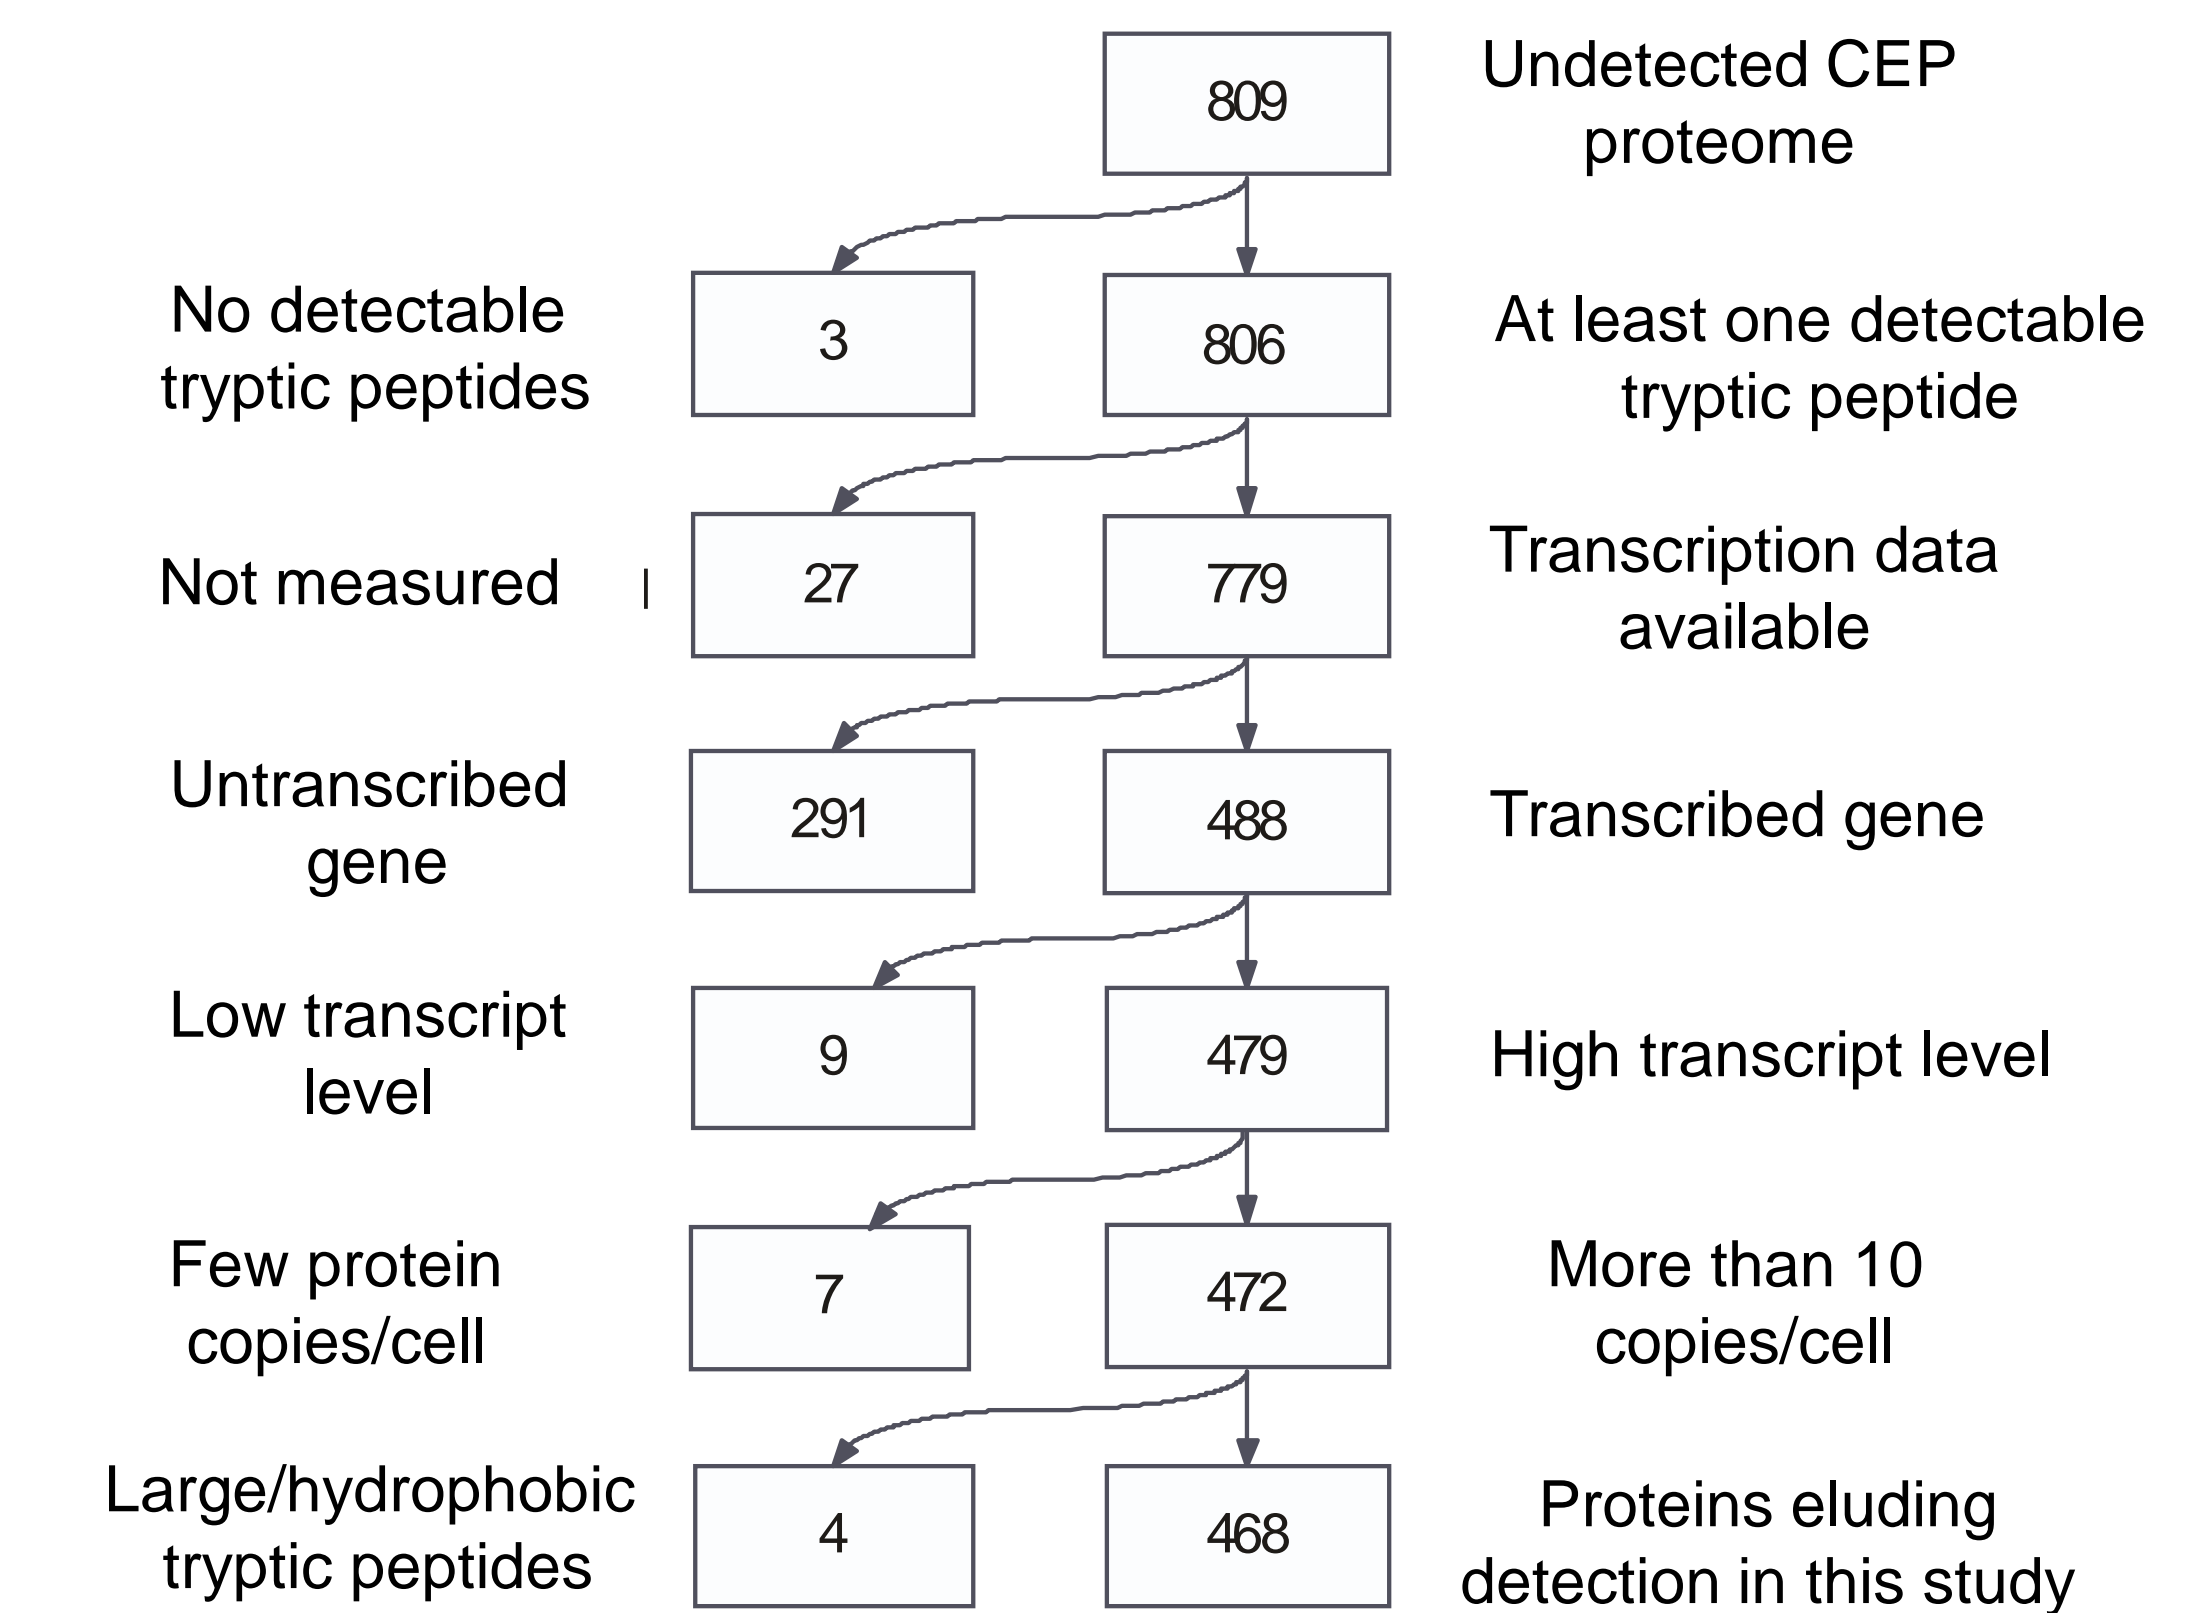 809
Undetected CEP
proteome
No detectable
tryptic peptides
3
806
At least one detectable
tryptic peptide
Not measured
27
779
Transcription data
available
Untranscribed
gene
291
488
Transcribed gene
Low transcript
level
9
479
High transcript level
Few protein
copies/cell
7
472
More than 10
copies/cell
Large/hydrophobic
tryptic peptides
4
468
Proteins eluding
detection in this study